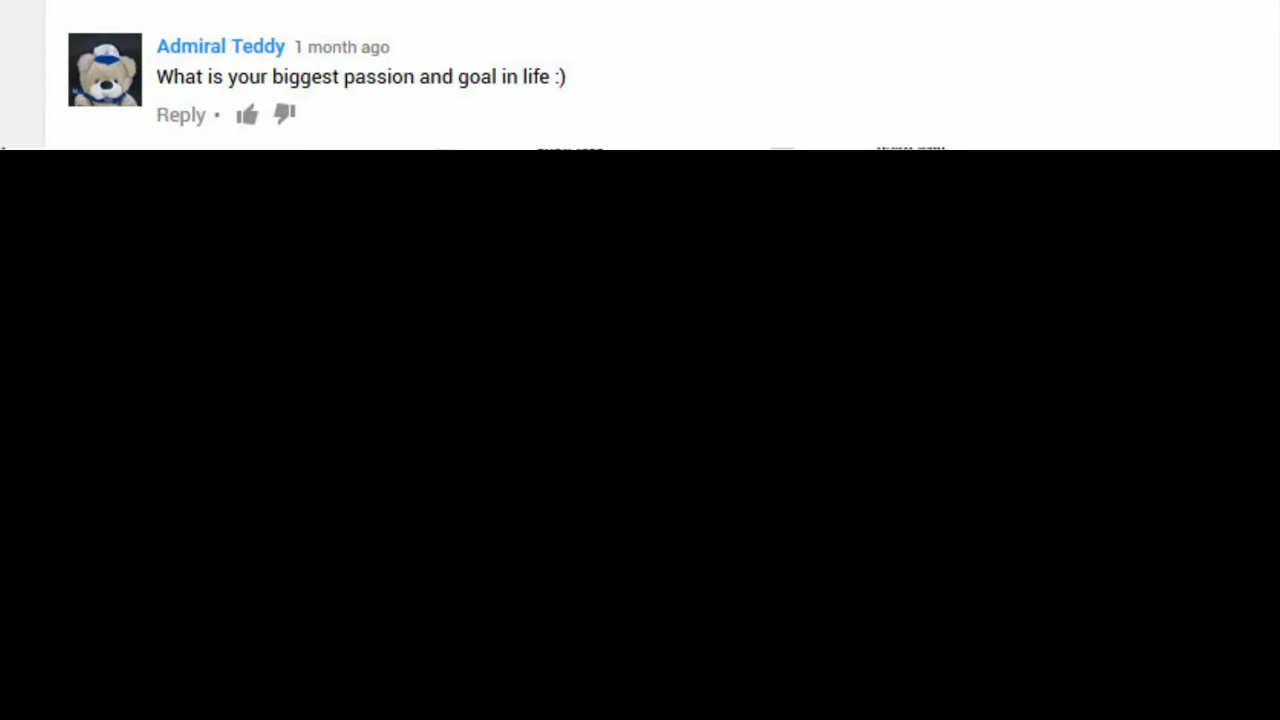 Admiral Teddy 1 month ago
What is your biggest passion and goal in life :)
Reply •